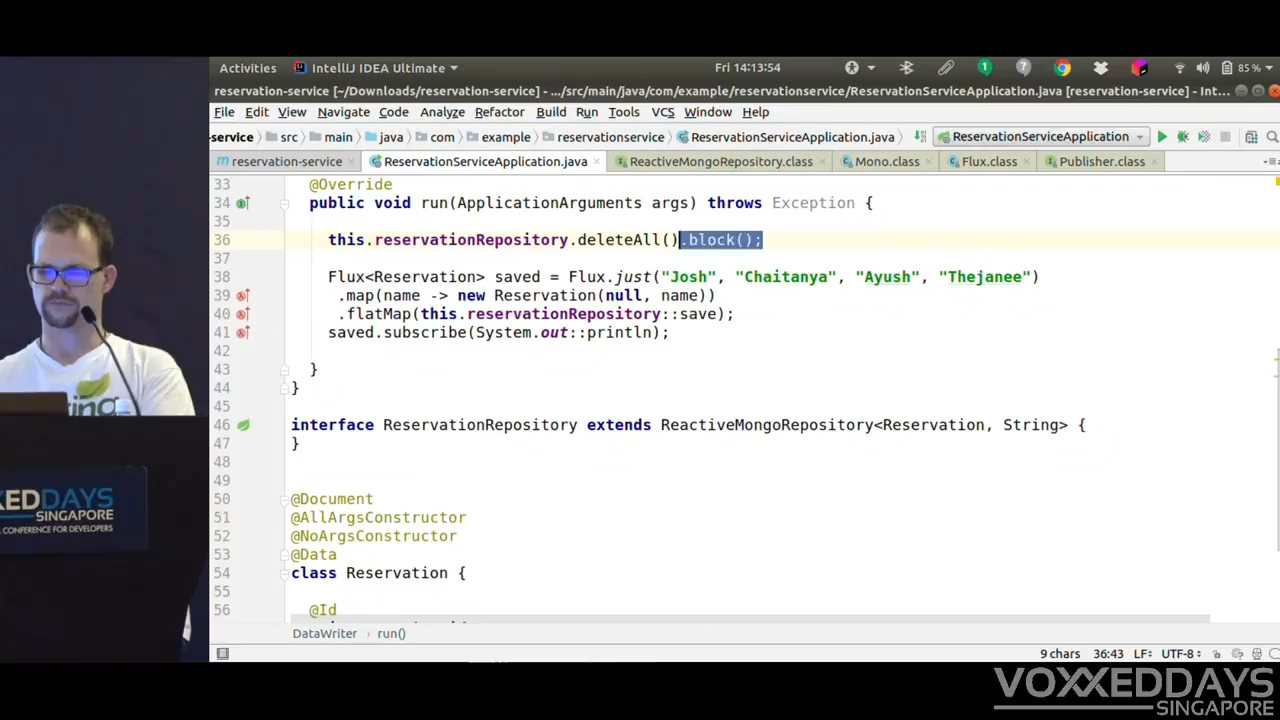 Activities
IntelliJ IDEA Ultimate
Fri 14:13:54
1
?
85 %
reservation-service [~/Downloads/reservation-service] - .../src/main/java/com/example/reservationservice/ReservationServiceApplication.java [reservation-service] - Int...
File Edit View Navigate Code Analyze Refactor Build Run Tools VCS Window Help
-service src main java com example reservationservice ReservationServiceApplication.java ReservationServiceApplication
reservation-service ReservationServiceApplication.java ReactiveMongoRepository.class Mono.class Flux.class Publisher.class
33 @Override
34 public void run(ApplicationArguments args) throws Exception {
35
36 this.reservationRepository.deleteAll().block();
37
38 Flux<Reservation> saved = Flux.just("Josh", "Chaitanya", "Ayush", "Thejanee")
39 .map(name -> new Reservation(null, name))
40 .flatMap(this.reservationRepository::save);
41 saved.subscribe(System.out::println);
42
43 }
44 }
45
46 interface ReservationRepository extends ReactiveMongoRepository<Reservation, String> {
47 }
48
49
50 @Document
51 @AllArgsConstructor
52 @NoArgsConstructor
53 @Data
54 class Reservation {
55
56 @Id
DataWriter run()
9 chars 36:43 LF UTF-8
XEDDAYS
SINGAPORE
CONFERENCE FOR DEVELOPERS
VOXXEDDAYS
SINGAPORE